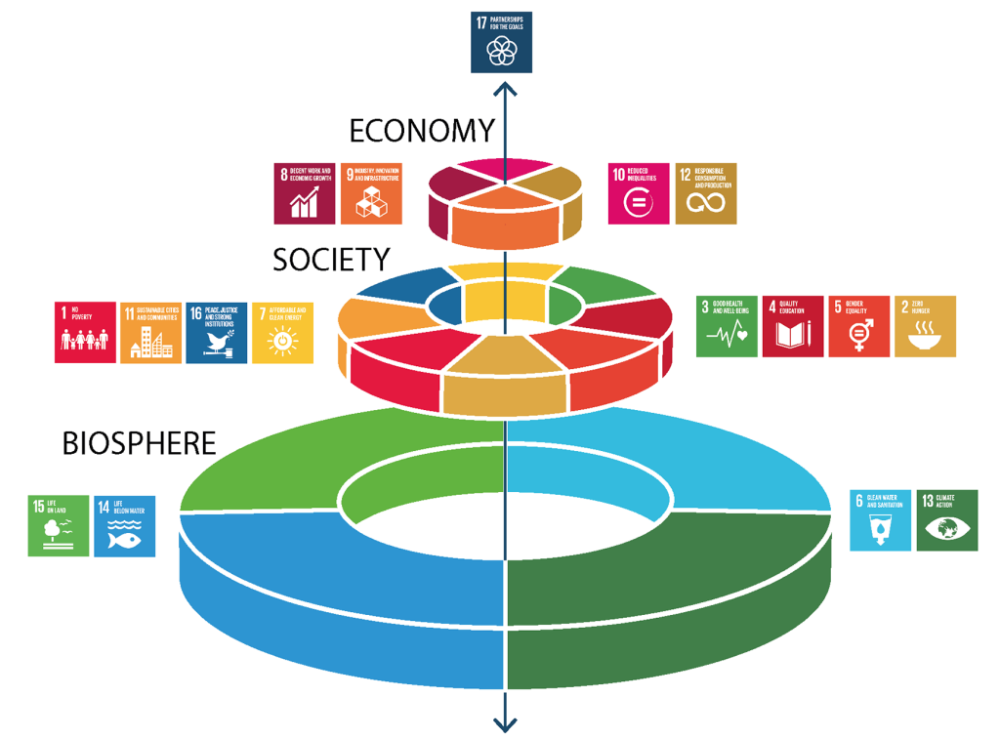 17 PARTNERSHIPS
FOR THE GOALS
ECONOMY
8 DECENT WORK AND
ECONOMIC GROWTH
9 INDUSTRY, INNOVATION
AND INFRASTRUCTURE
10 REDUCED
INEQUALITIES
12 RESPONSIBLE
CONSUMPTION
AND PRODUCTION
SOCIETY
1 NO
POVERTY
11 SUSTAINABLE CITIES
AND COMMUNITIES
16 PEACE, JUSTICE
AND STRONG
INSTITUTIONS
7 AFFORDABLE AND
CLEAN ENERGY
3 GOOD HEALTH
AND WELL-BEING
4 QUALITY
EDUCATION
5 GENDER
EQUALITY
2 ZERO
HUNGER
BIOSPHERE
15 LIFE
ON LAND
14 LIFE
BELOW WATER
6 CLEAN WATER
AND SANITATION
13 CLIMATE
ACTION